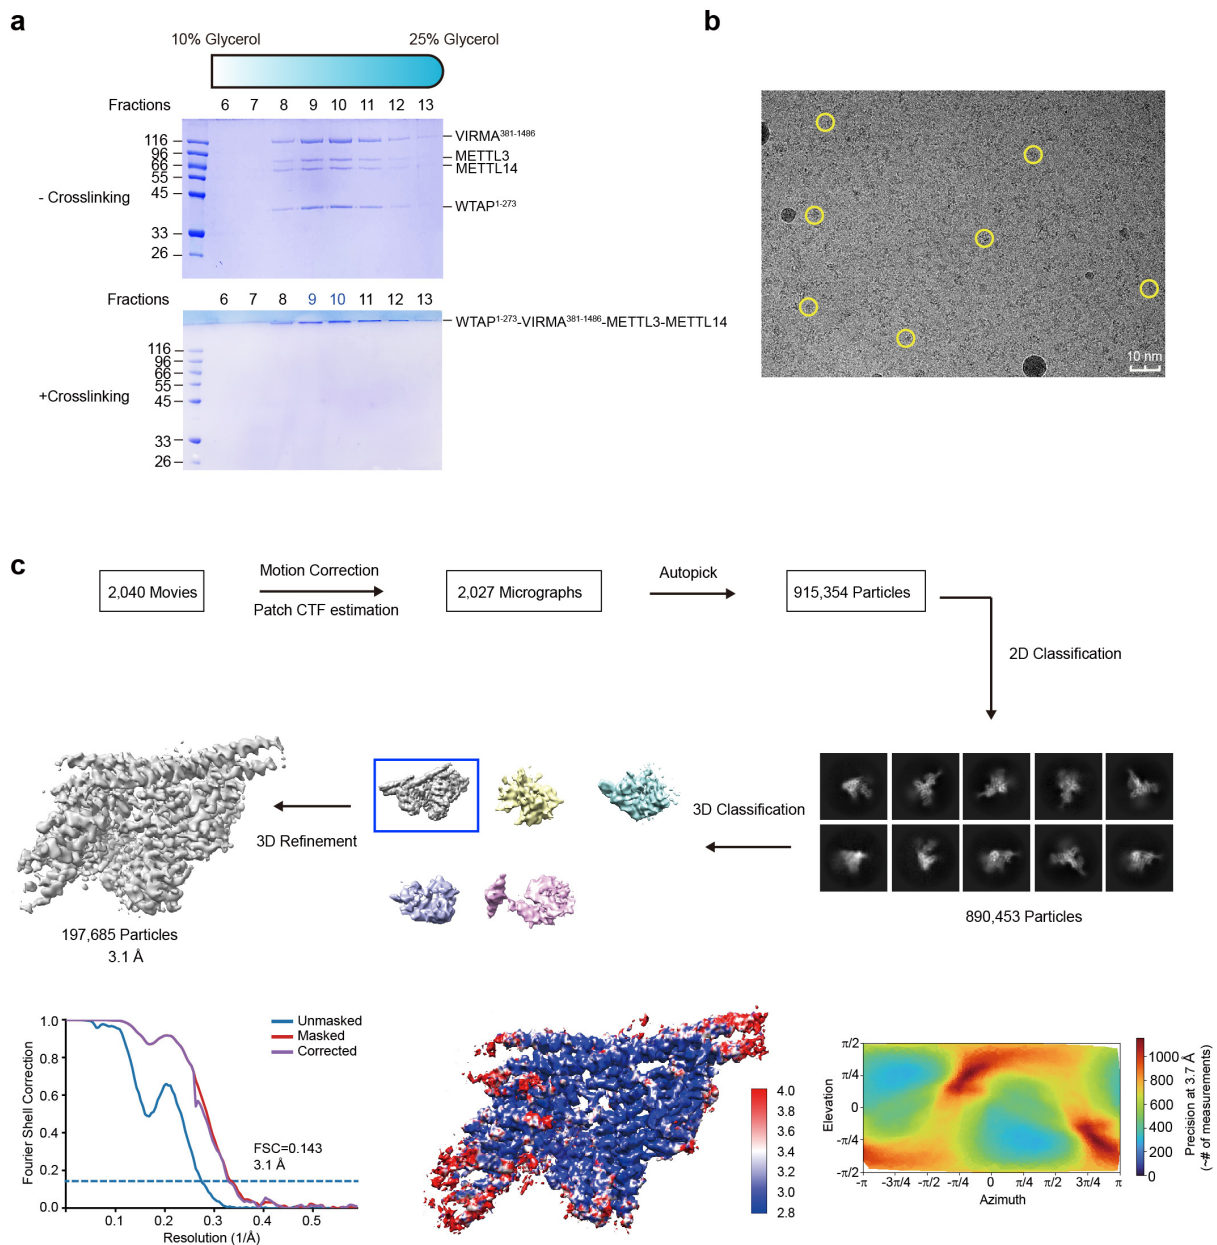 a
10% Glycerol 25% Glycerol
Fractions 6 7 8 9 10 11 12 13
116
96
66
55
45
33
26
- Crosslinking
VIRMA381-1486
METTL3
METTL14
WTAP1-273
Fractions 6 7 8 9 10 11 12 13
116
96
66
55
45
33
26
+Crosslinking
WTAP1-273-VIRMA381-1486-METTL3-METTL14
b
10 nm
c
2,040 Movies
Motion Correction
Patch CTF estimation
2,027 Micrographs
Autopick
915,354 Particles
2D Classification
890,453 Particles
3D Classification
3D Refinement
197,685 Particles
3.1 Å
Fourier Shell Correction
1.0
0.8
0.6
0.4
0.2
0.0
0.1 0.2 0.3 0.4 0.5
Resolution (1/Å)
Unmasked
Masked
Corrected
FSC=0.143
3.1 Å
4.0
3.8
3.6
3.4
3.2
3.0
2.8
Elevation
π/2
π/4
0
-π/4
-π/2
-π -3π/4 -π/2 -π/4 0 π/4 π/2 3π/4 π
Azimuth
1000
800
600
400
200
0
Precision at 3.7 Å
(~# of measurements)